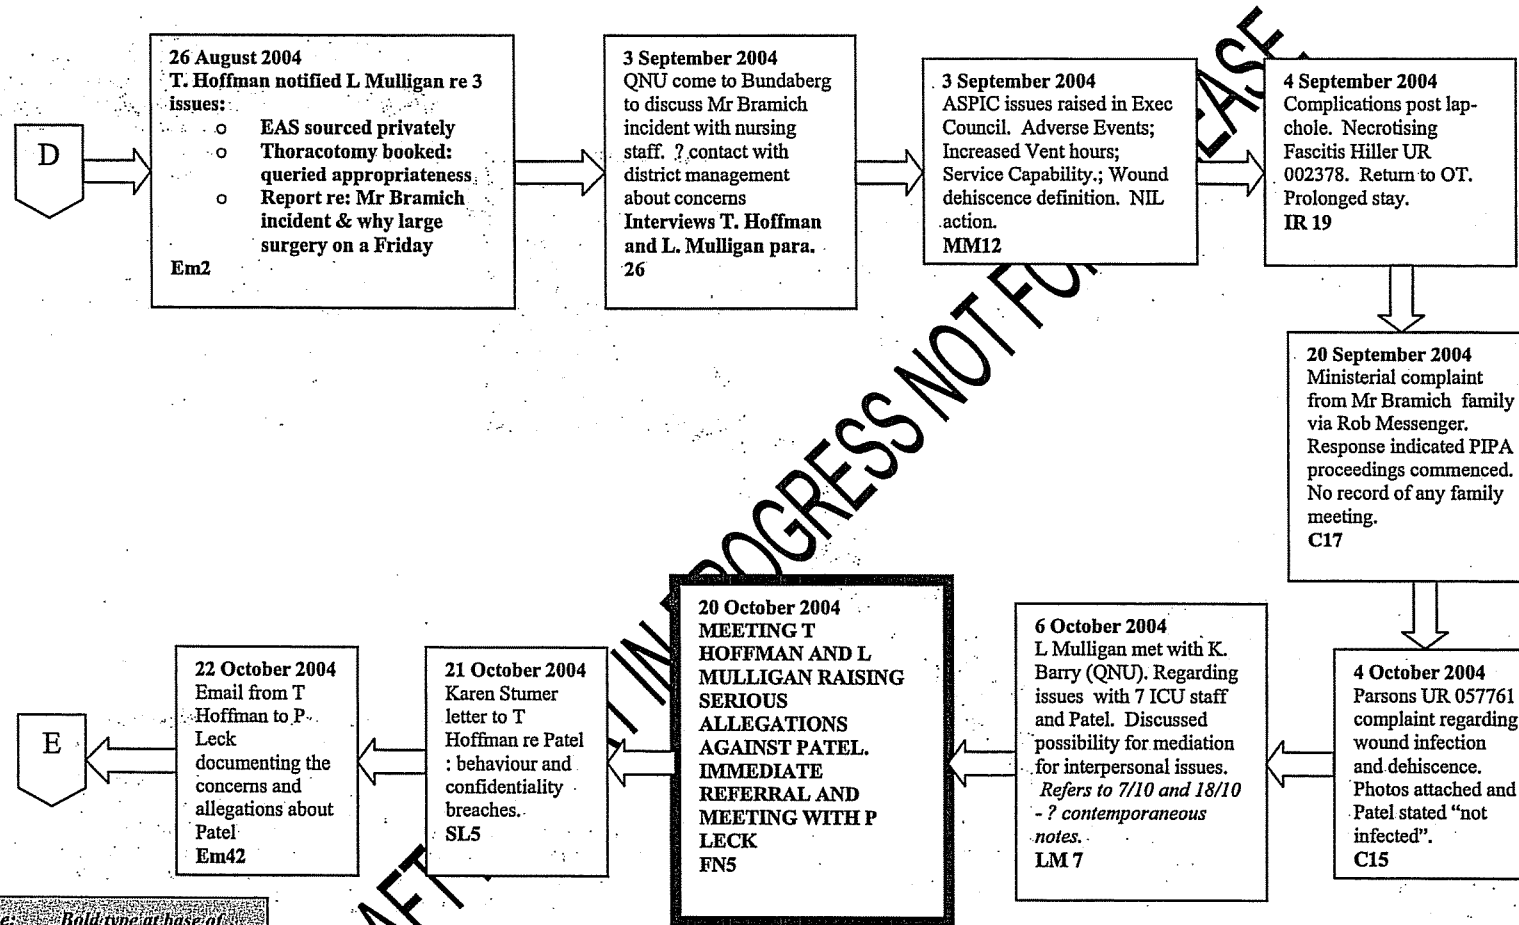 D
26 August 2004
T. Hoffman notified L Mulligan re 3
issues:
o EAS sourced privately
o Thoracotomy booked:
queried appropriateness
o Report re: Mr Bramich
incident & why large
surgery on a Friday
Em2
3 September 2004
QNU come to Bundaberg
to discuss Mr Bramich
incident with nursing
staff. ? contact with
district management
about concerns
Interviews T. Hoffman
and L. Mulligan para.
26
3 September 2004
ASPIC issues raised in Exec
Council. Adverse Events;
Increased Vent hours;
Service Capability.; Wound
dehiscence definition. NIL
action.
MM12
4 September 2004
Complications post lap-
chole. Necrotising
Fascitis Hiller UR
002378. Return to OT.
Prolonged stay.
IR 19
20 September 2004
Ministerial complaint
from Mr Bramich family
via Rob Messenger.
Response indicated PIPA
proceedings commenced.
No record of any family
meeting.
C17
4 October 2004
Parsons UR 057761
complaint regarding
wound infection
and dehiscence.
Photos attached and
Patel stated “not
infected”.
C15
6 October 2004
L Mulligan met with K.
Barry (QNU). Regarding
issues with 7 ICU staff
and Patel. Discussed
possibility for mediation
for interpersonal issues.
Refers to 7/10 and 18/10
- ? contemporaneous
notes.
LM 7
20 October 2004
MEETING T
HOFFMAN AND L
MULLIGAN RAISING
SERIOUS
ALLEGATIONS
AGAINST PATEL.
IMMEDIATE
REFERRAL AND
MEETING WITH P
LECK
FN5
21 October 2004
Karen Stumer
letter to T
Hoffman re Patel
: behaviour and
confidentiality
breaches.
SL5
22 October 2004
Email from T
Hoffman to P
Leck
documenting the
concerns and
allegations about
Patel
Em42
E
AFT IN PROGRESS NOT FO EASE
e: Bold type at base of